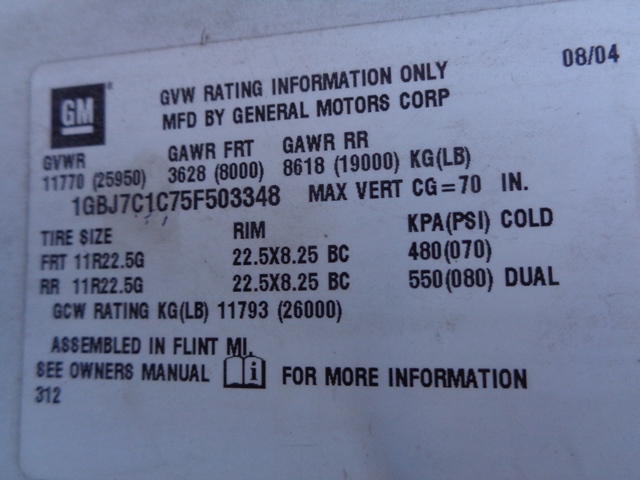 08/04
GM
GVW RATING INFORMATION ONLY
MFD BY GENERAL MOTORS CORP
GVWR GAWR FRT GAWR RR
11770 (25950) 3628 (8000) 8618 (19000) KG(LB)
1GBJ7C1C75F503348 MAX VERT CG=70 IN.
TIRE SIZE RIM KPA(PSI) COLD
FRT 11R22.5G 22.5X8.25 BC 480(070)
RR 11R22.5G 22.5X8.25 BC 550(080) DUAL
GCW RATING KG(LB) 11793 (26000)
ASSEMBLED IN FLINT MI.
SEE OWNERS MANUAL i FOR MORE INFORMATION
312